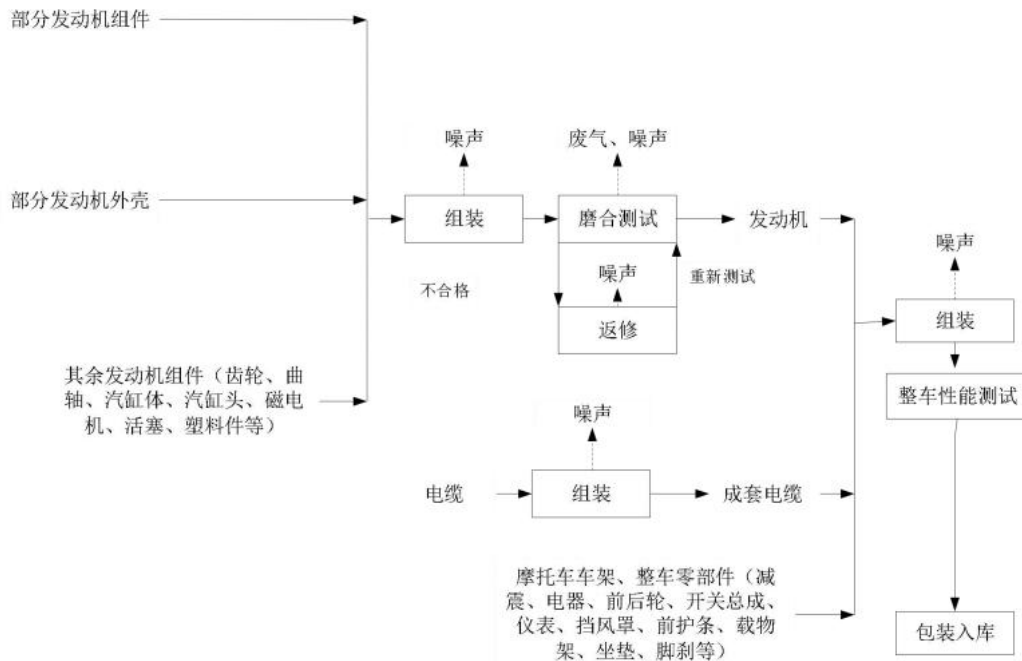 部分发动机组件
噪声
废气、噪声
部分发动机外壳
组装
磨合测试
发动机
噪声
不合格
噪声
重新测试
返修
组装
其余发动机组件（齿轮、曲
轴、汽缸体、汽缸头、磁电
机、活塞、塑料件等）
整车性能测试
噪声
电缆
组装
成套电缆
摩托车车架、整车零部件（减
震、电器、前后轮、开关总成、
仪表、挡风罩、前护条、载物
架、坐垫、脚刹等）
包装入库